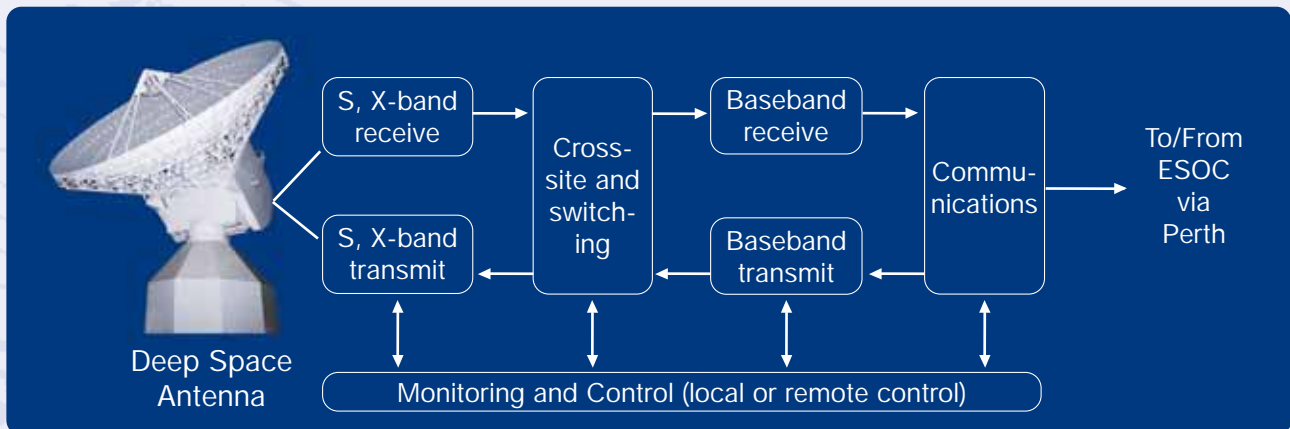 S, X-band
receive
Cross-
site and
switch-
ing
Baseband
receive
Commu-
nications
To/From
ESOC
via
Perth
S, X-band
transmit
Baseband
transmit
Deep Space
Antenna
Monitoring and Control (local or remote control)